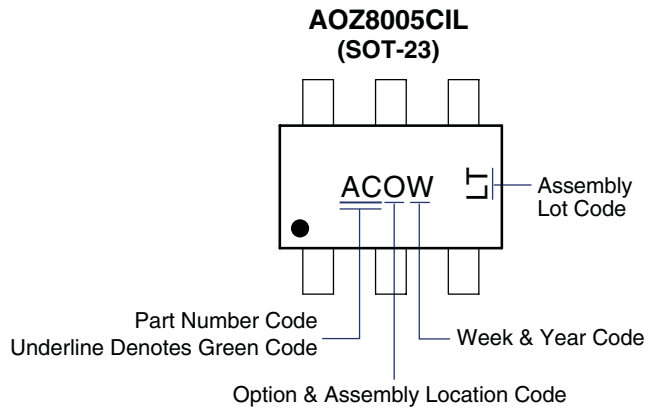 AOZ8005CIL
(SOT-23)
ACOW
LT
Assembly
Lot Code
Part Number Code
Underline Denotes Green Code
Week & Year Code
Option & Assembly Location Code